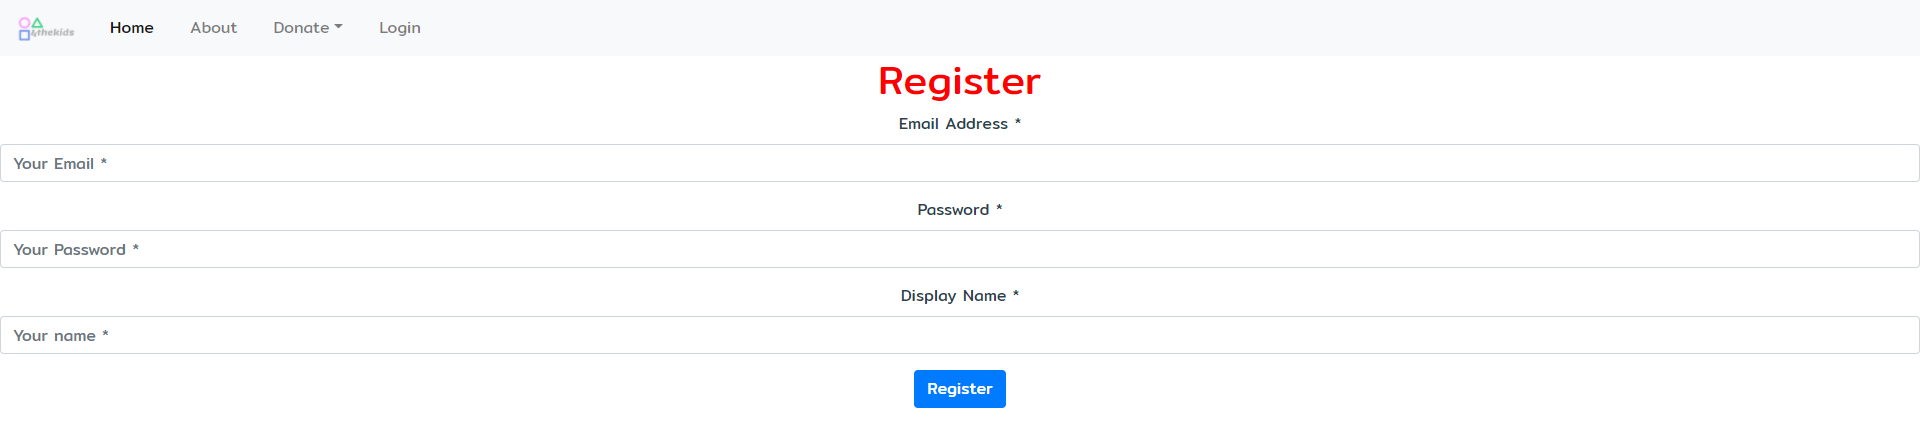 4thekids Home About Donate Login
Register
Email Address *
Your Email *
Password *
Your Password *
Display Name *
Your name *
Register